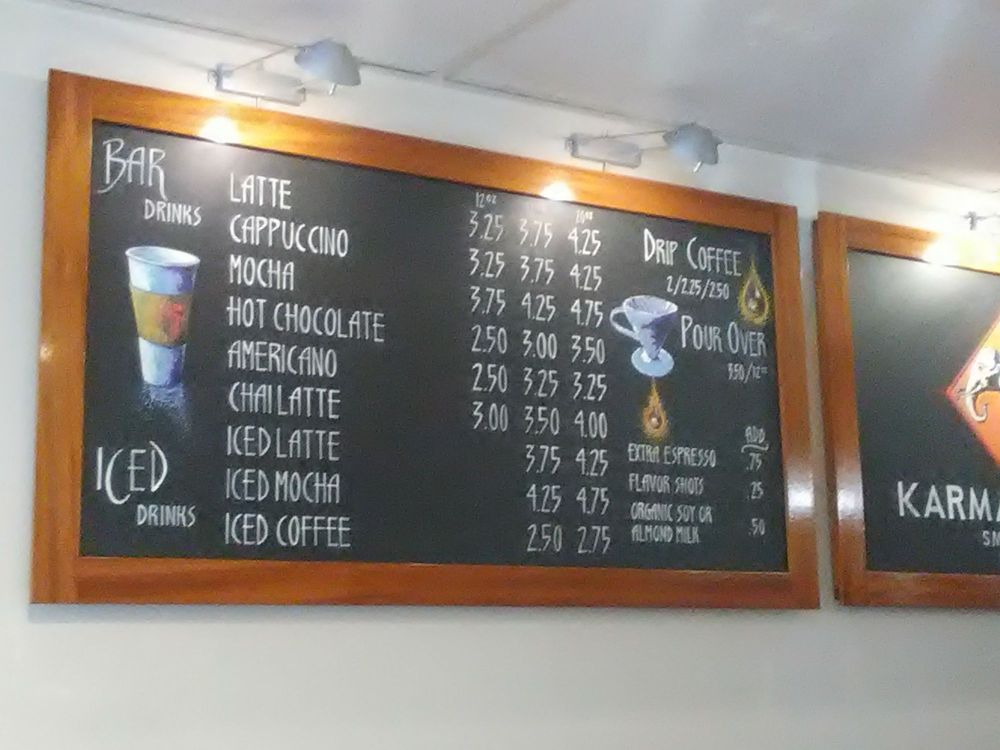 BAR
DRINKS
12oz 20oz
LATTE 3.25 3.75 4.25
CAPPUCCINO 3.25 3.75 4.25
MOCHA 3.75 4.25 4.75
HOT CHOCOLATE 2.50 3.00 3.50
AMERICANO 2.50 3.25 3.25
CHAI LATTE 3.00 3.50 4.00
ICED
DRINKS
ICED LATTE 3.75 4.25
ICED MOCHA 4.25 4.75
ICED COFFEE 2.50 2.75
DRIP COFFEE
2/2.25/2.50
POUR OVER
3.50/12oz
ADD
EXTRA ESPRESSO .75
FLAVOR SHOTS .25
ORGANIC SOY OR
ALMOND MILK .50
KARMA